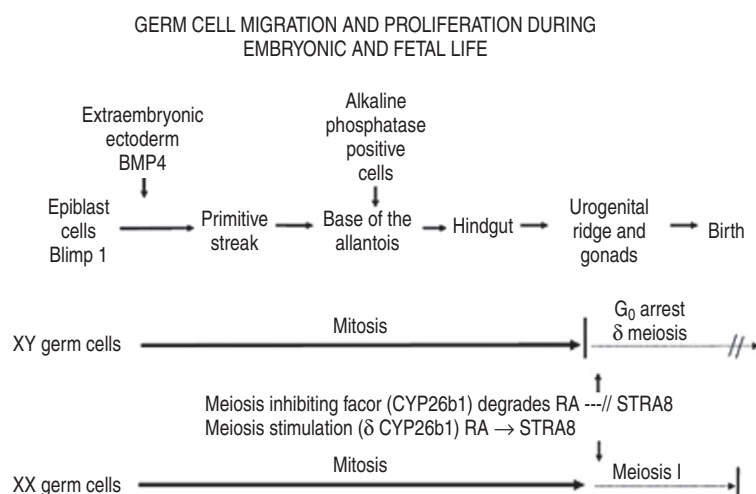 GERM CELL MIGRATION AND PROLIFERATION DURING
EMBRYONIC AND FETAL LIFE
Extraembryonic
ectoderm
BMP4
Alkaline
phosphatase
positive
cells
Epiblast
cells
Blimp 1
Primitive
streak
Base of the
allantois
Hindgut
Urogenital
ridge and
gonads
Birth
XY germ cells
Mitosis
G₀ arrest
δ meiosis
Meiosis inhibiting facor (CYP26b1) degrades RA ---// STRA8
Meiosis stimulation (δ CYP26b1) RA → STRA8
XX germ cells
Mitosis
Meiosis I